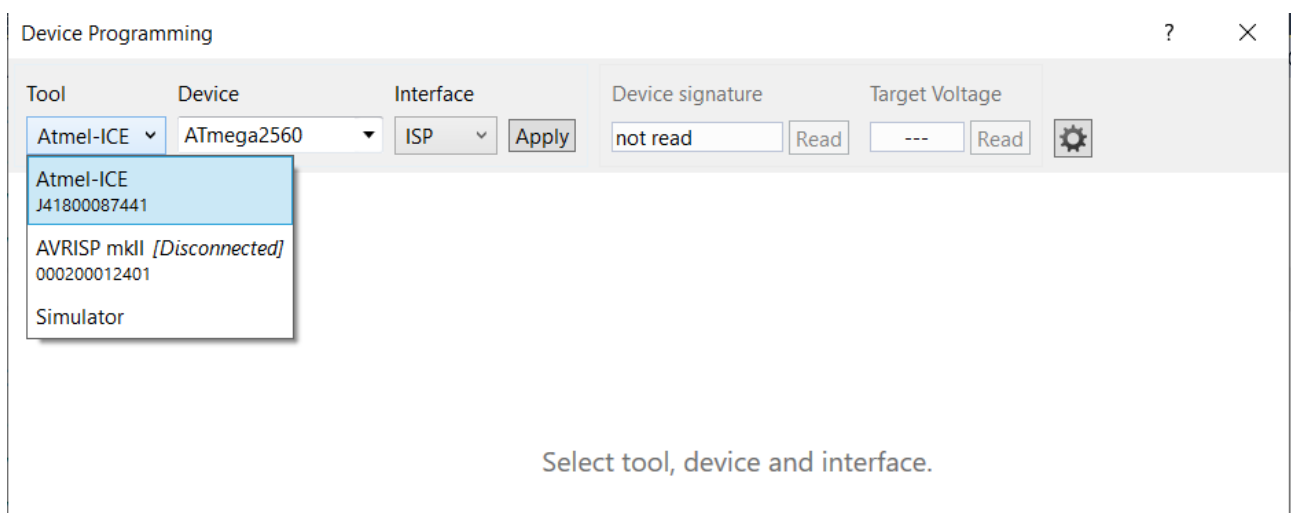 Device Programming ?
Tool Device Interface Device signature Target Voltage
Atmel-ICE ATmega2560 ISP Apply not read Read --- Read
Atmel-ICE
J41800087441
AVRISP mkII [Disconnected]
000200012401
Simulator
Select tool, device and interface.